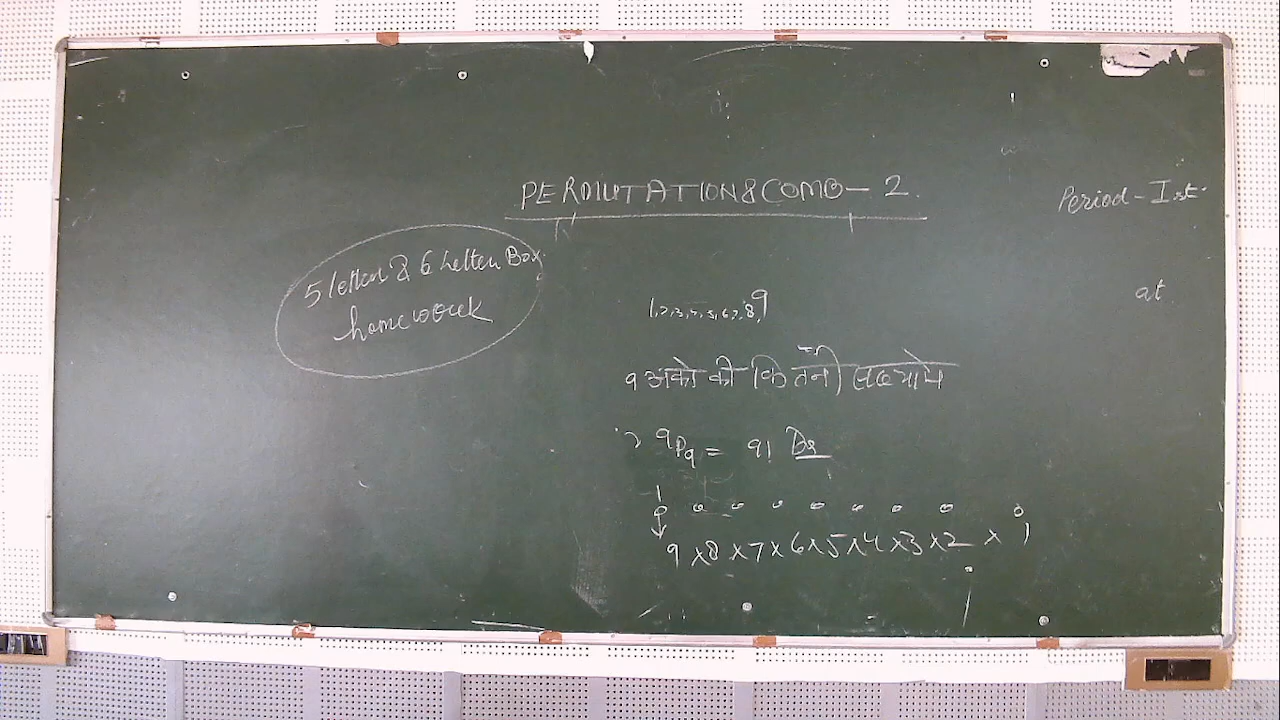 PERMUTATION & COMB - 2.
Period - Ist
5 letter & 6 Letter Box
homework
1,2,3,4,5,6,7,8,9
at
9 अंको की कितनी संख्याये
⁹P₉ = 9!
9 x 8 x 7 x 6 x 5 x 4 x 3 x 2 x 1